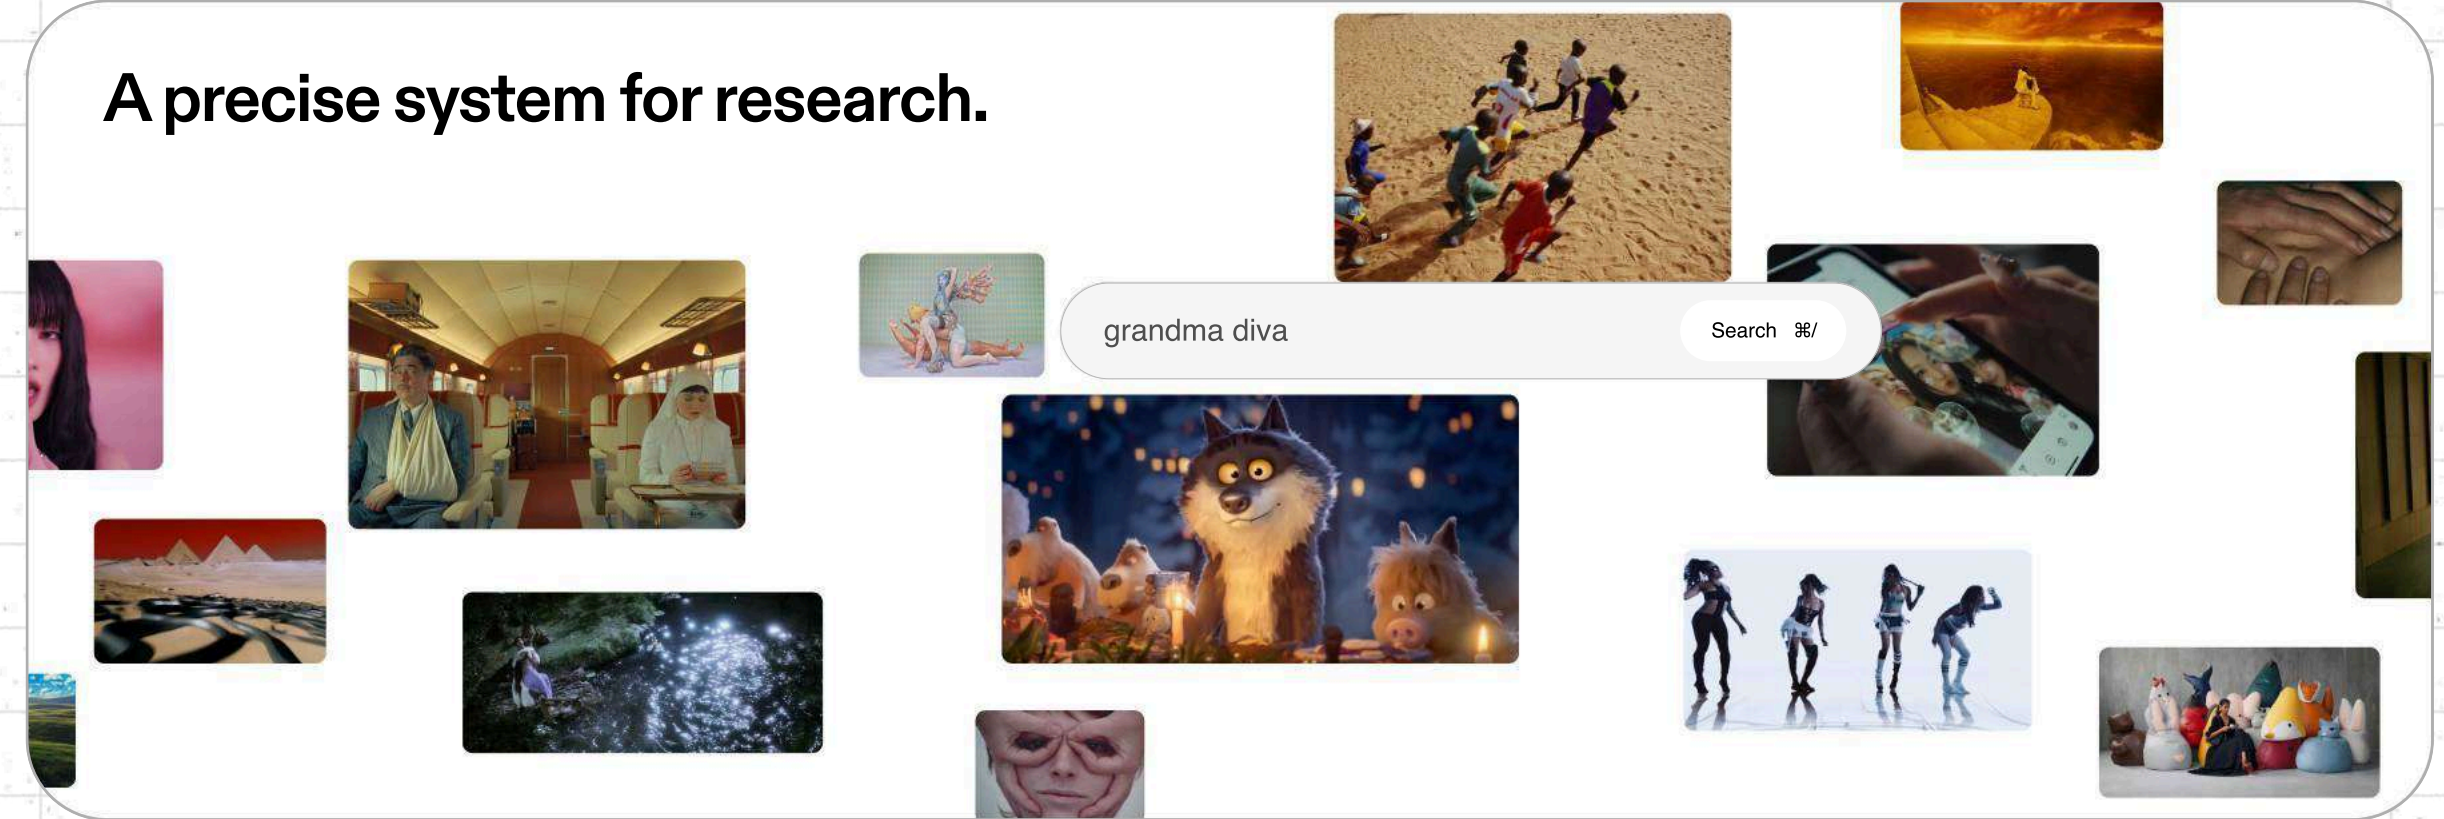 A precise system for research.
grandma diva
Search ⌘/